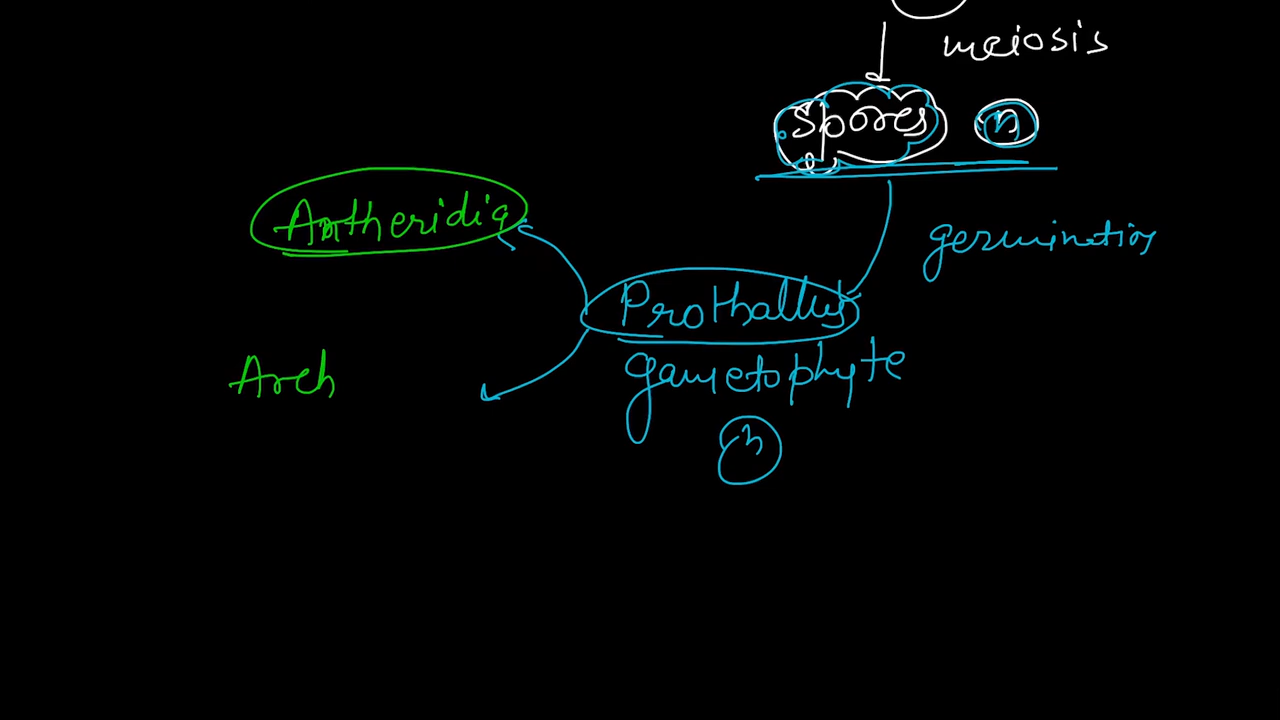 meiosis
Spores n
Antheridia germination
Prothallus
Arch gametophyte
n